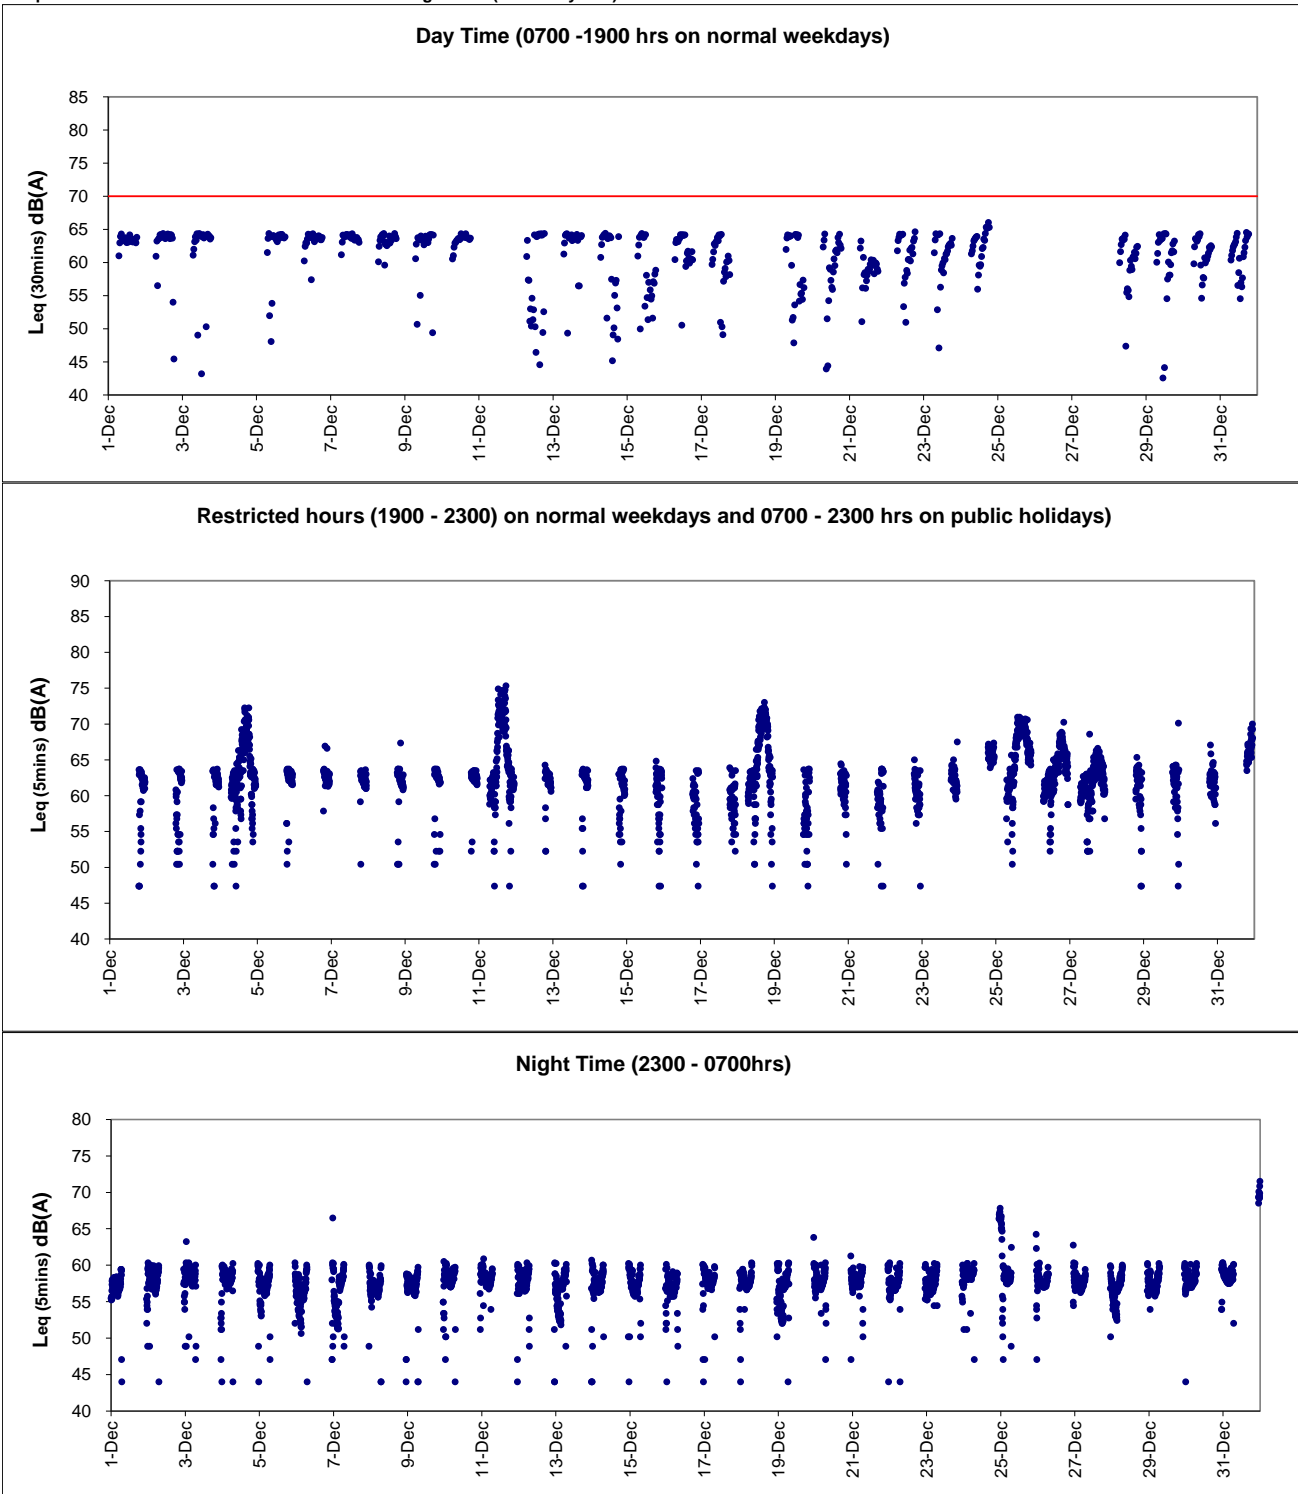 Day Time (0700 -1900 hrs on normal weekdays)
Leq (30mins) dB(A)
85
80
75
70
65
60
55
50
45
40
1-Dec
3-Dec
5-Dec
7-Dec
9-Dec
11-Dec
13-Dec
15-Dec
17-Dec
19-Dec
21-Dec
23-Dec
25-Dec
27-Dec
29-Dec
31-Dec
Restricted hours (1900 - 2300) on normal weekdays and 0700 - 2300 hrs on public holidays)
Leq (5mins) dB(A)
90
85
80
75
70
65
60
55
50
45
40
1-Dec
3-Dec
5-Dec
7-Dec
9-Dec
11-Dec
13-Dec
15-Dec
17-Dec
19-Dec
21-Dec
23-Dec
25-Dec
27-Dec
29-Dec
31-Dec
Night Time (2300 - 0700hrs)
Leq (5mins) dB(A)
80
75
70
65
60
55
50
45
40
1-Dec
3-Dec
5-Dec
7-Dec
9-Dec
11-Dec
13-Dec
15-Dec
17-Dec
19-Dec
21-Dec
23-Dec
25-Dec
27-Dec
29-Dec
31-Dec